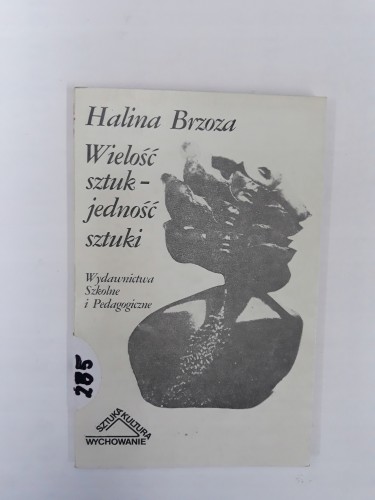 Halina Brzoza
Wielość
sztuk –
jedność
sztuki
Wydawnictwa
Szkolne
i Pedagogiczne
285
SZTUKA KULTURA
WYCHOWANIE